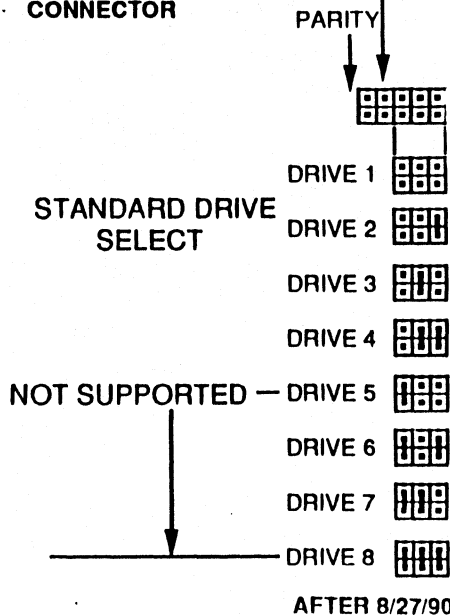 CONNECTOR
PARITY
DRIVE 1
STANDARD DRIVE
SELECT
DRIVE 2
DRIVE 3
DRIVE 4
NOT SUPPORTED — DRIVE 5
DRIVE 6
DRIVE 7
DRIVE 8
AFTER 8/27/90